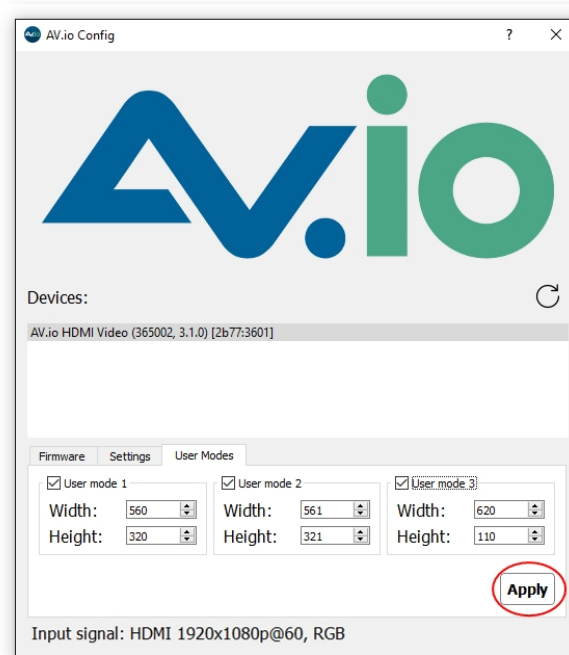 AV.io Config ? ×
AV.io
Devices:
AV.io HDMI Video (365002, 3.1.0) [2b77:3601]
Firmware Settings User Modes
User mode 1 User mode 2 User mode 3
Width: 560 Width: 561 Width: 620
Height: 320 Height: 321 Height: 110
Apply
Input signal: HDMI 1920x1080p@60, RGB